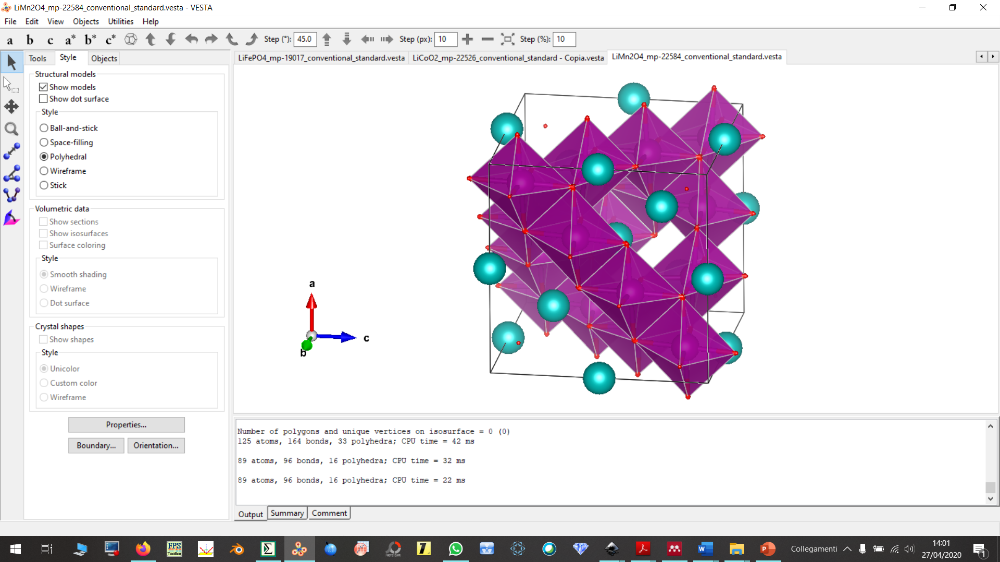 LiMn2O4_mp-22584_conventional_standard.vesta - VESTA
File Edit View Objects Utilities Help
a b c a* b* c* Step (°): 45.0 Step (px): 10 Step (%): 10
Tools Style Objects
LiFePO4_mp-19017_conventional_standard.vesta LiCoO2_mp-22526_conventional_standard - Copia.vesta LiMn2O4_mp-22584_conventional_standard.vesta
Structural models
Show models
Show dot surface
Style
Ball-and-stick
Space-filling
Polyhedral
Wireframe
Stick
Volumetric data
Show sections
Show isosurfaces
Surface coloring
Style
Smooth shading
Wireframe
Dot surface
Crystal shapes
Show shapes
Style
Unicolor
Custom color
Wireframe
Properties...
Boundary... Orientation...
a
c
b
Number of polygons and unique vertices on isosurface = 0 (0)
125 atoms, 164 bonds, 33 polyhedra; CPU time = 42 ms
89 atoms, 96 bonds, 16 polyhedra; CPU time = 32 ms
89 atoms, 96 bonds, 16 polyhedra; CPU time = 22 ms
Output Summary Comment
FPS
Toolbar
Collegamenti
14:01
27/04/2020
1